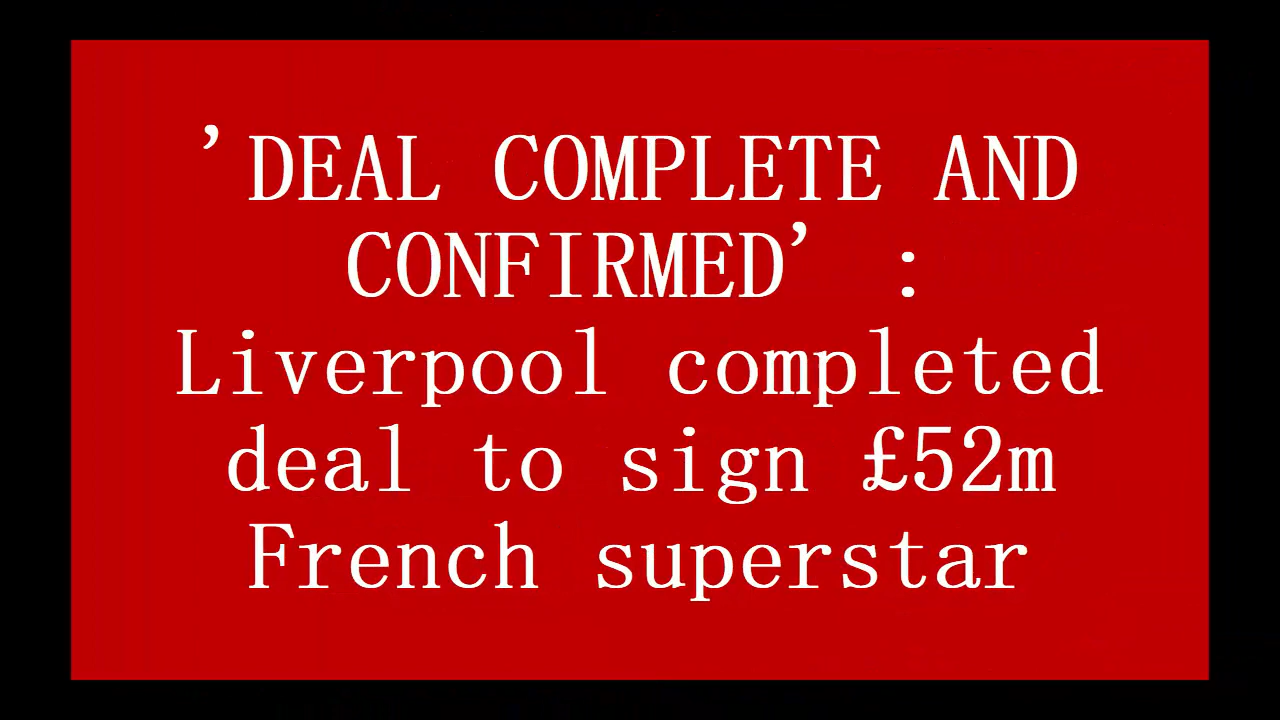 ’DEAL COMPLETE AND
CONFIRMED’ :
Liverpool completed
deal to sign £52m
French superstar